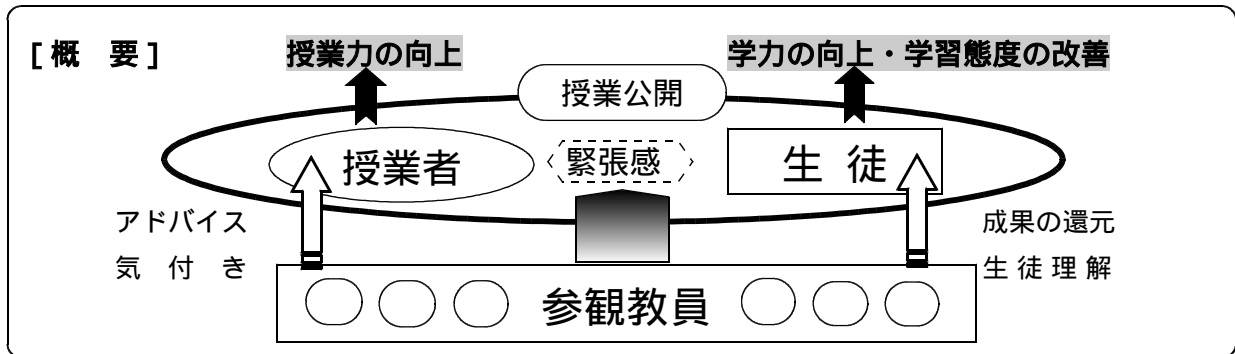 [概　要]
授業力の向上
学力の向上・学習態度の改善
授業公開
授業者
緊張感
生 徒
アドバイス
気 付 き
成果の還元
生徒理解
参観教員